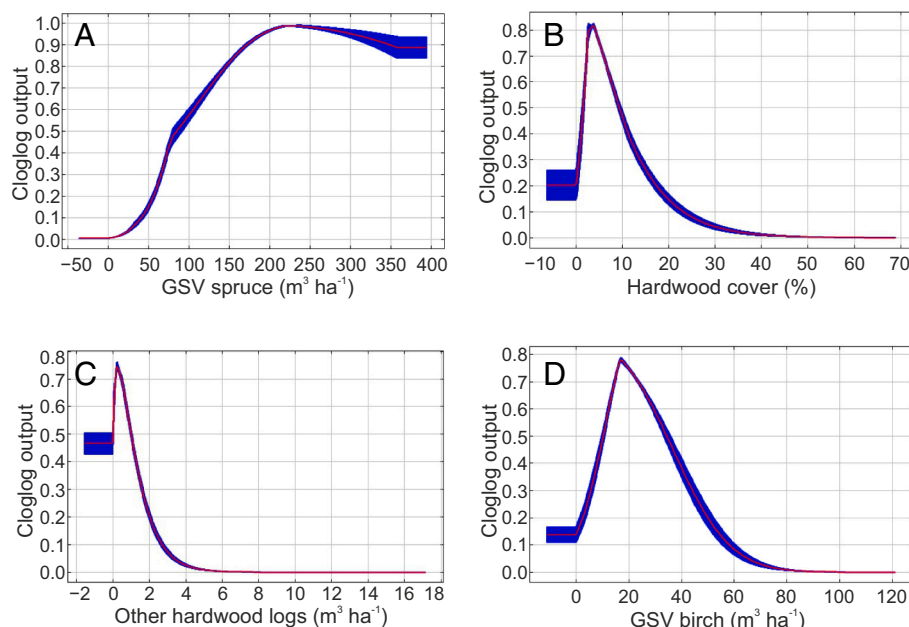 A
Cloglog output
1.0
0.9
0.8
0.7
0.6
0.5
0.4
0.3
0.2
0.1
0.0
−50 0 50 100 150 200 250 300 350 400
GSV spruce (m³ ha⁻¹)
B
Cloglog output
0.8
0.7
0.6
0.5
0.4
0.3
0.2
0.1
0.0
−10 0 10 20 30 40 50 60 70
Hardwood cover (%)
C
Cloglog output
0.8
0.7
0.6
0.5
0.4
0.3
0.2
0.1
0.0
−2 0 2 4 6 8 10 12 14 16 18
Other hardwood logs (m³ ha⁻¹)
D
Cloglog output
0.8
0.7
0.6
0.5
0.4
0.3
0.2
0.1
0.0
0 20 40 60 80 100 120
GSV birch (m³ ha⁻¹)